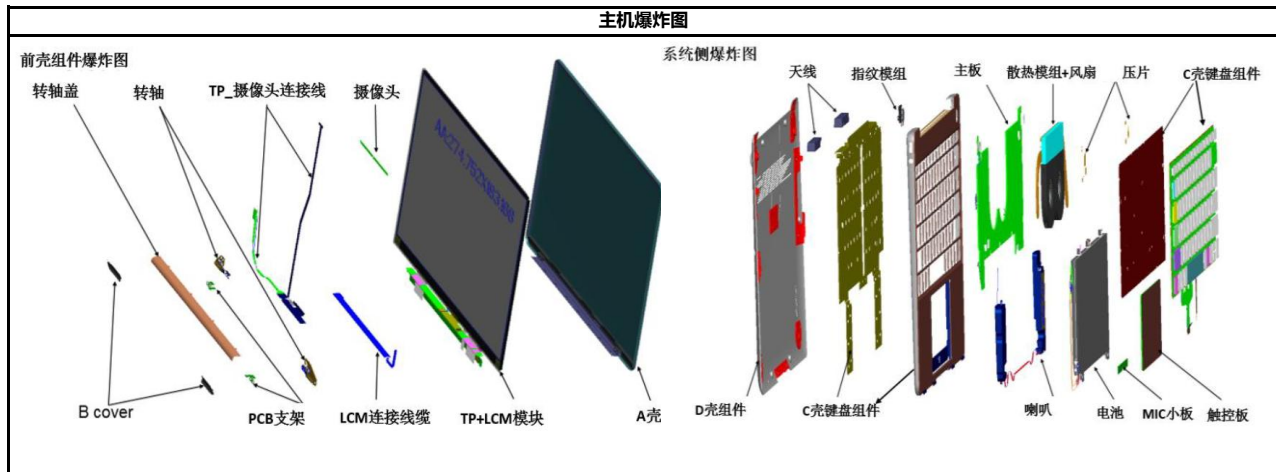 主机爆炸图
前壳组件爆炸图
转轴盖
转轴
TP_摄像头连接线
摄像头
B cover
PCB支架
LCM连接线缆
TP+LCM模块
A壳
系统侧爆炸图
天线
指纹模组
主板
散热模组+风扇
压片
C壳键盘组件
D壳组件
C壳键盘组件
喇叭
电池
MIC小板
触控板